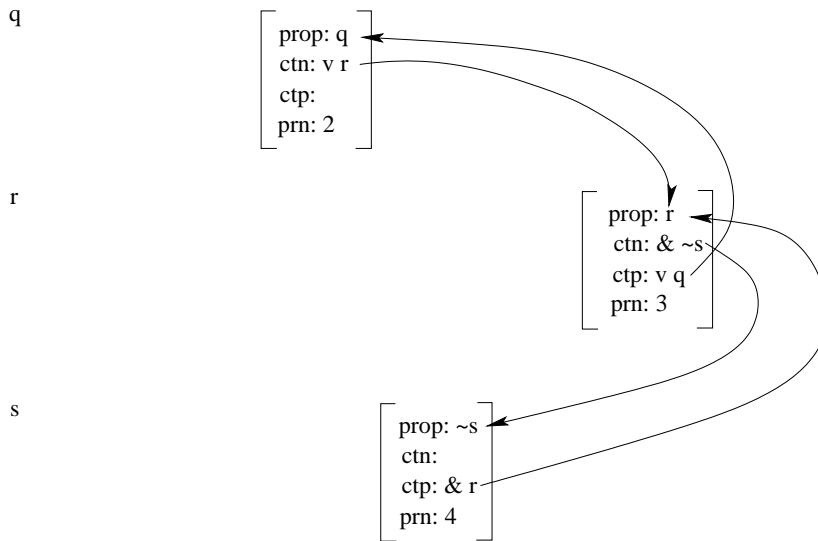 q
prop: q
ctn: v r
ctp:
prn: 2
r
prop: r
ctn: & ~s
ctp: v q
prn: 3
s
prop: ~s
ctn:
ctp: & r
prn: 4